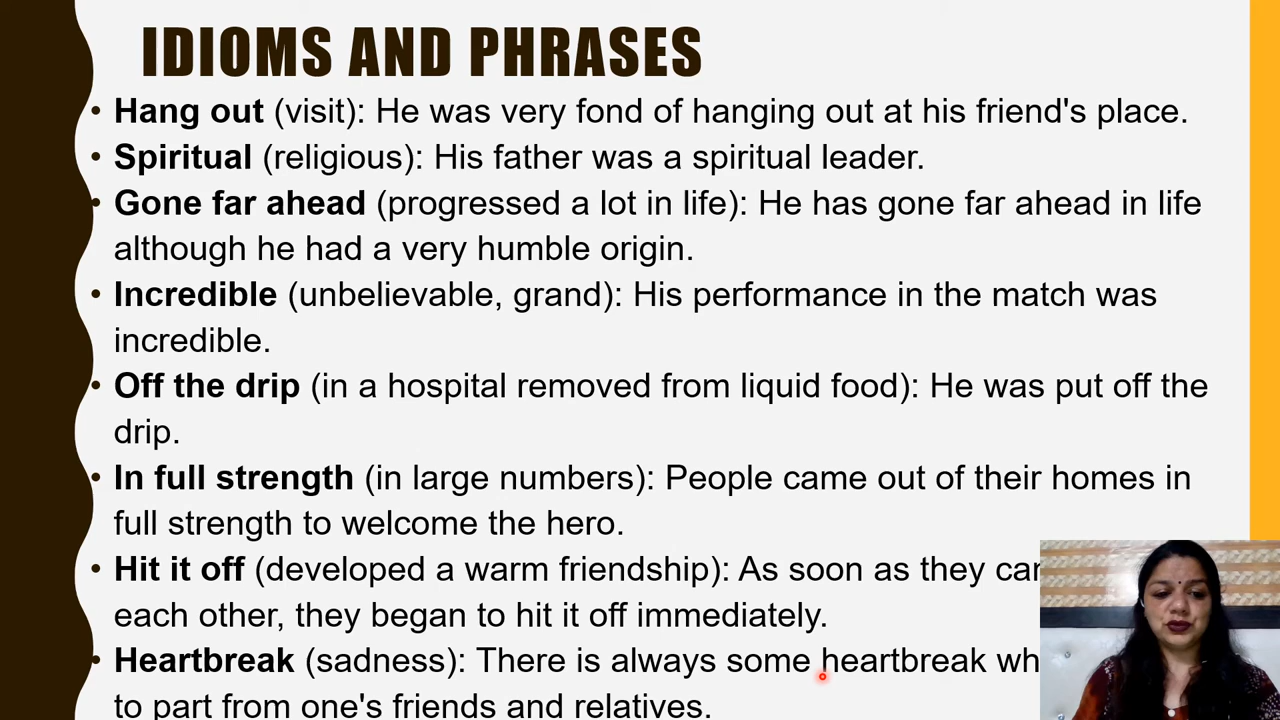 IDIOMS AND PHRASES
• Hang out (visit): He was very fond of hanging out at his friend's place.
• Spiritual (religious): His father was a spiritual leader.
• Gone far ahead (progressed a lot in life): He has gone far ahead in life
although he had a very humble origin.
• Incredible (unbelievable, grand): His performance in the match was
incredible.
• Off the drip (in a hospital removed from liquid food): He was put off the
drip.
• In full strength (in large numbers): People came out of their homes in
full strength to welcome the hero.
• Hit it off (developed a warm friendship): As soon as they
each other, they began to hit it off immediately.
• Heartbreak (sadness): There is always some heartbreak
to part from one's friends and relatives.